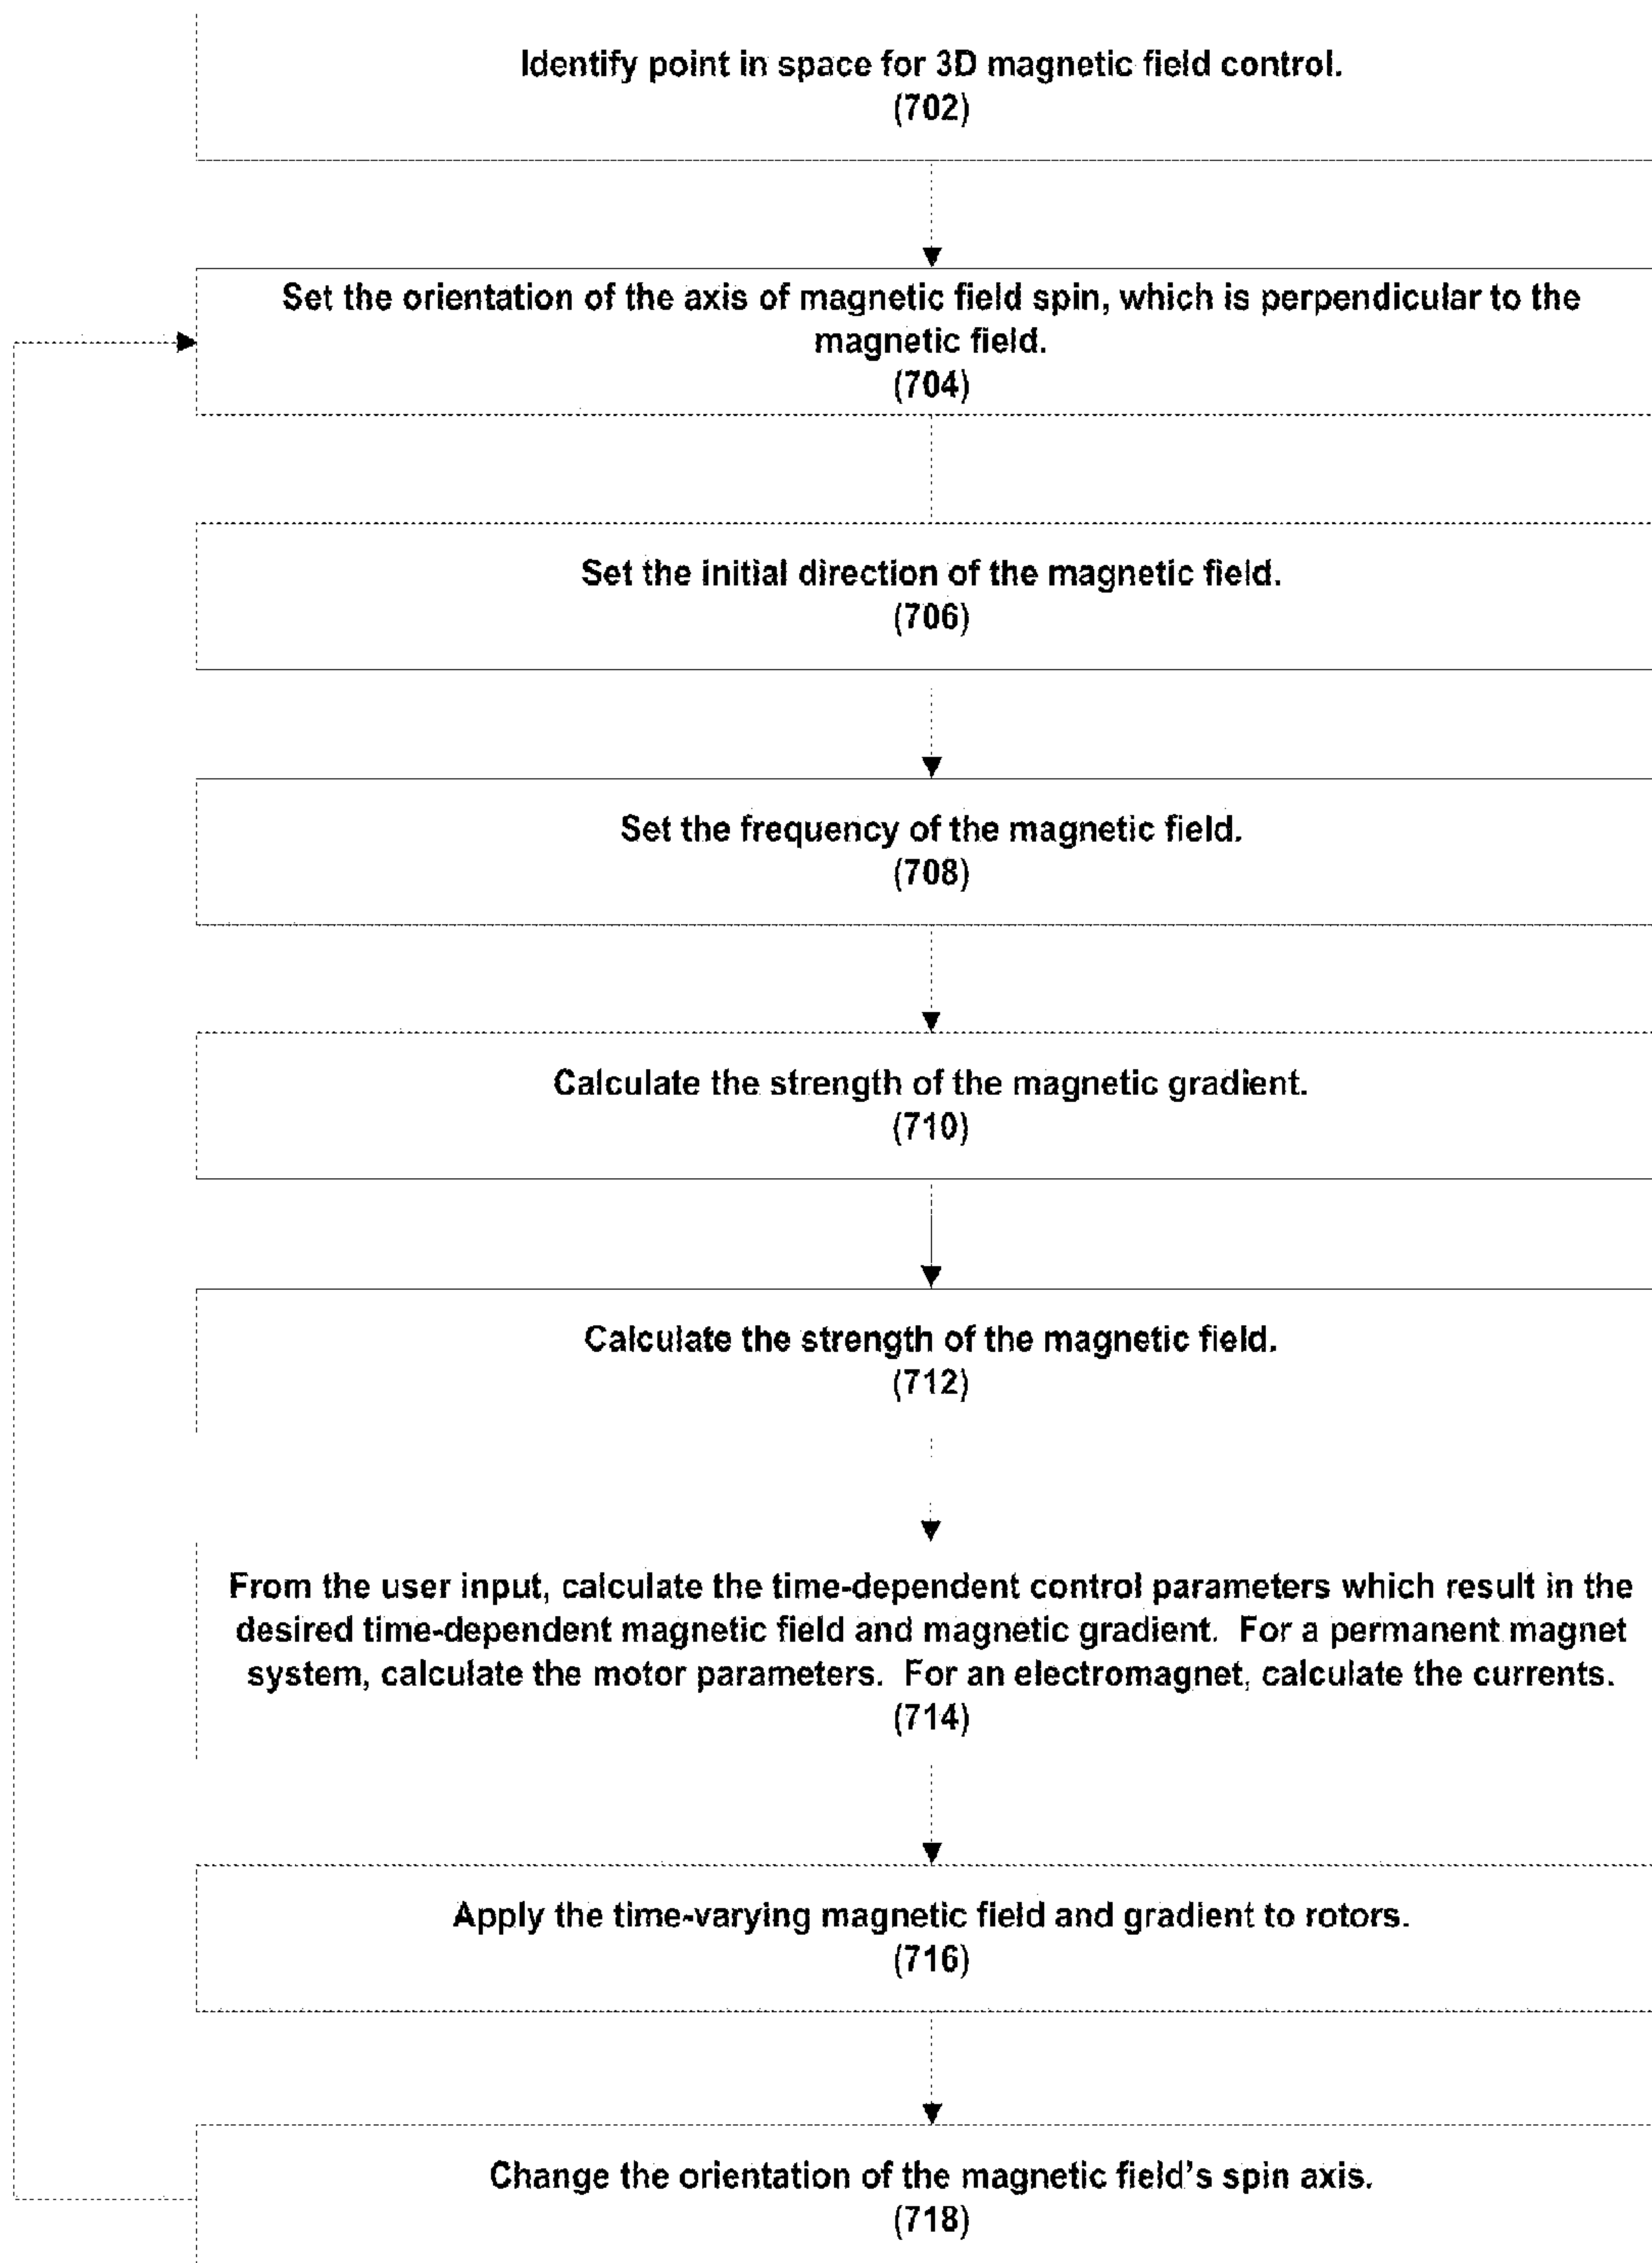 Identify point in space for 3D magnetic field control.
(702)
Set the orientation of the axis of magnetic field spin, which is perpendicular to the
magnetic field.
(704)
Set the initial direction of the magnetic field.
(706)
Set the frequency of the magnetic field.
(708)
Calculate the strength of the magnetic gradient.
(710)
Calculate the strength of the magnetic field.
(712)
From the user input, calculate the time-dependent control parameters which result in the
desired time-dependent magnetic field and magnetic gradient.  For a permanent magnet
system, calculate the motor parameters.  For an electromagnet, calculate the currents.
(714)
Apply the time-varying magnetic field and gradient to rotors.
(716)
Change the orientation of the magnetic field's spin axis.
(718)